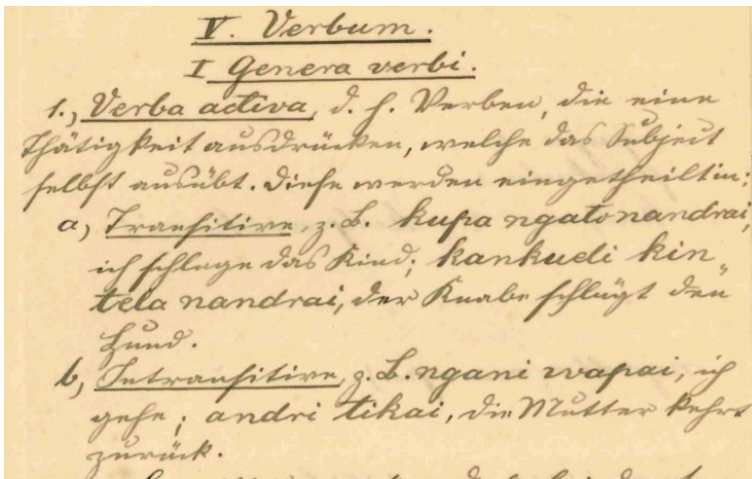 V. Verbum.
I Genera verbi.
1., Verba activa, d. h. Verben, die eine
Thätigkeit ausdrücken, welche das Subject
selbst ausübt. Diese werden eingetheilt in:
a, Transitive, z. B. kupa ngato nandrai,
ich schlage das Kind; kankueli kin
tela nandrai, der Knabe schlägt den
Hund.
b, Intransitive, z. B. ngani wapai, ich
gehe; andri tikai, die Mutter kehrt
zurück.